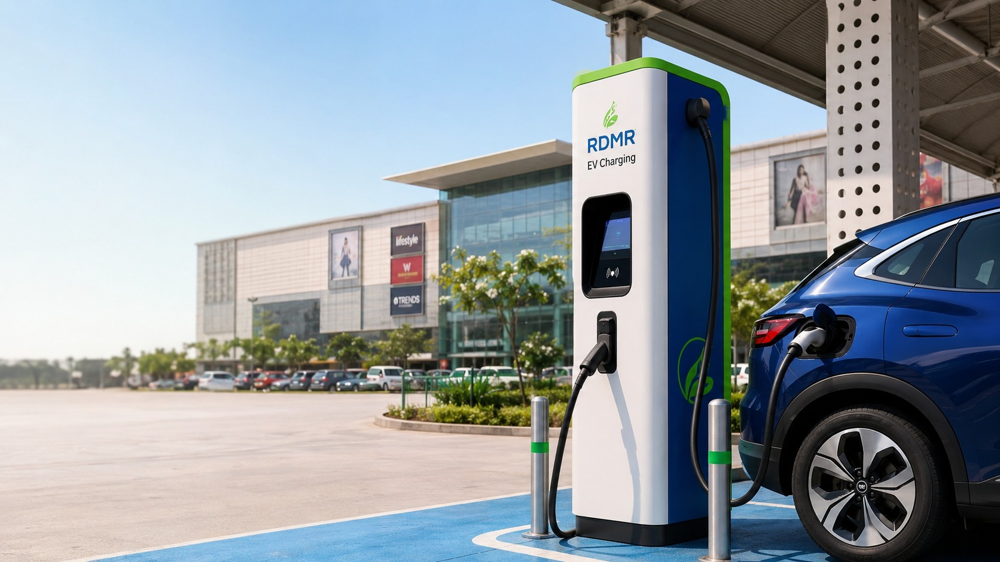 RDMR
EV Charging
lifestyle
W
TRENDS